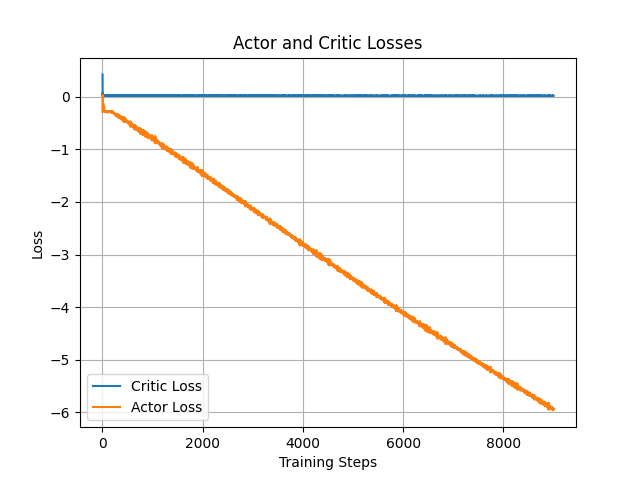 Actor and Critic Losses
Loss
0
−1
−2
−3
−4
−5
−6
Critic Loss
Actor Loss
0 2000 4000 6000 8000
Training Steps